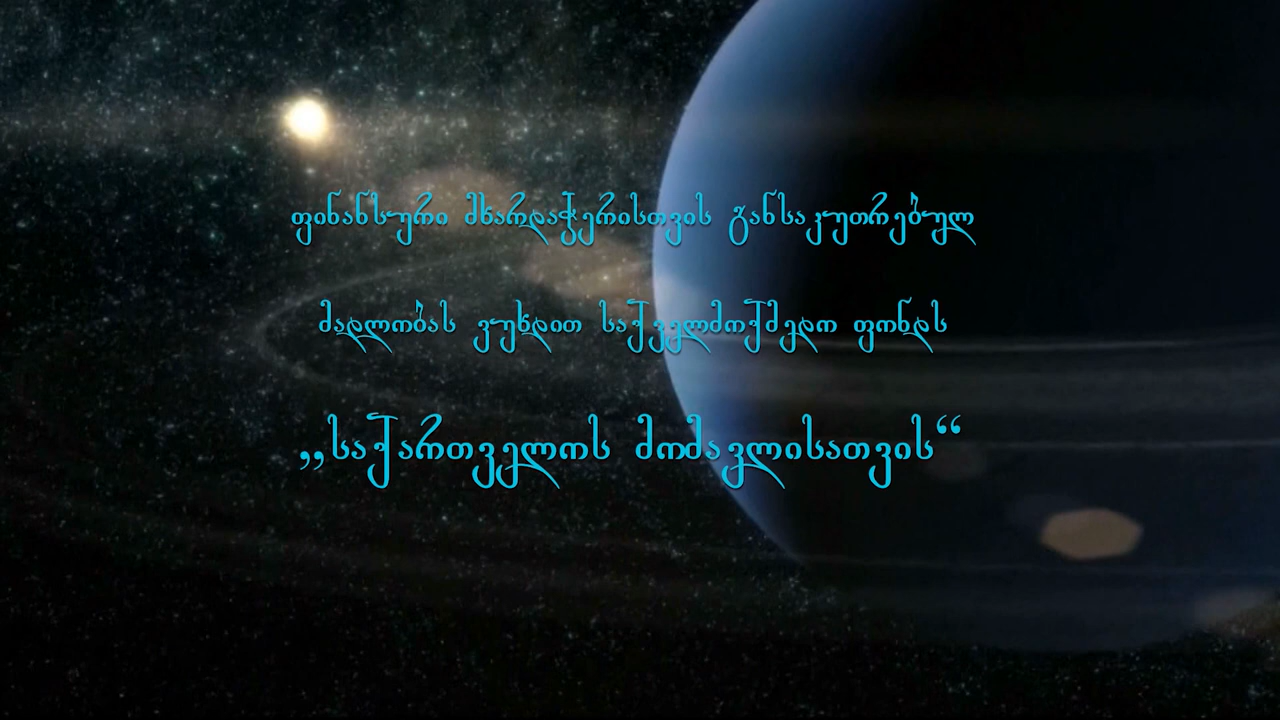 ფინანსური მხარდაჭერისთვის განსაკუთრებულ
მადლობას ვუხდით საქველმოქმედო ფონდს
„საქართველოს მომავლისათვის“